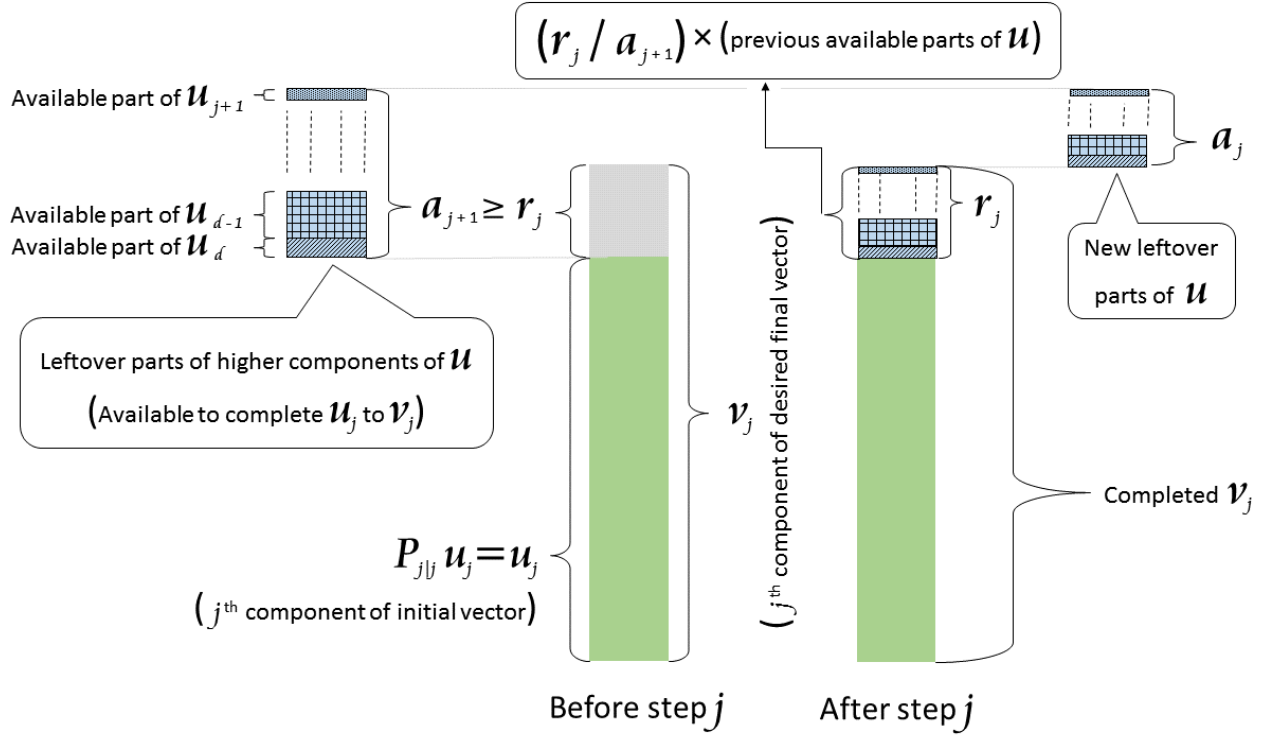 (r_j / a_{j+1}) × (previous available parts of u)
Available part of u_{j+1}
Available part of u_{d-1}
Available part of u_d
a_{j+1} ≥ r_j
r_j
a_j
New leftover
parts of u
Leftover parts of higher components of u
(Available to complete u_j to v_j)
v_j
(j^th component of desired final vector)
Completed v_j
P_{j|j} u_j = u_j
(j^th component of initial vector)
Before step j
After step j